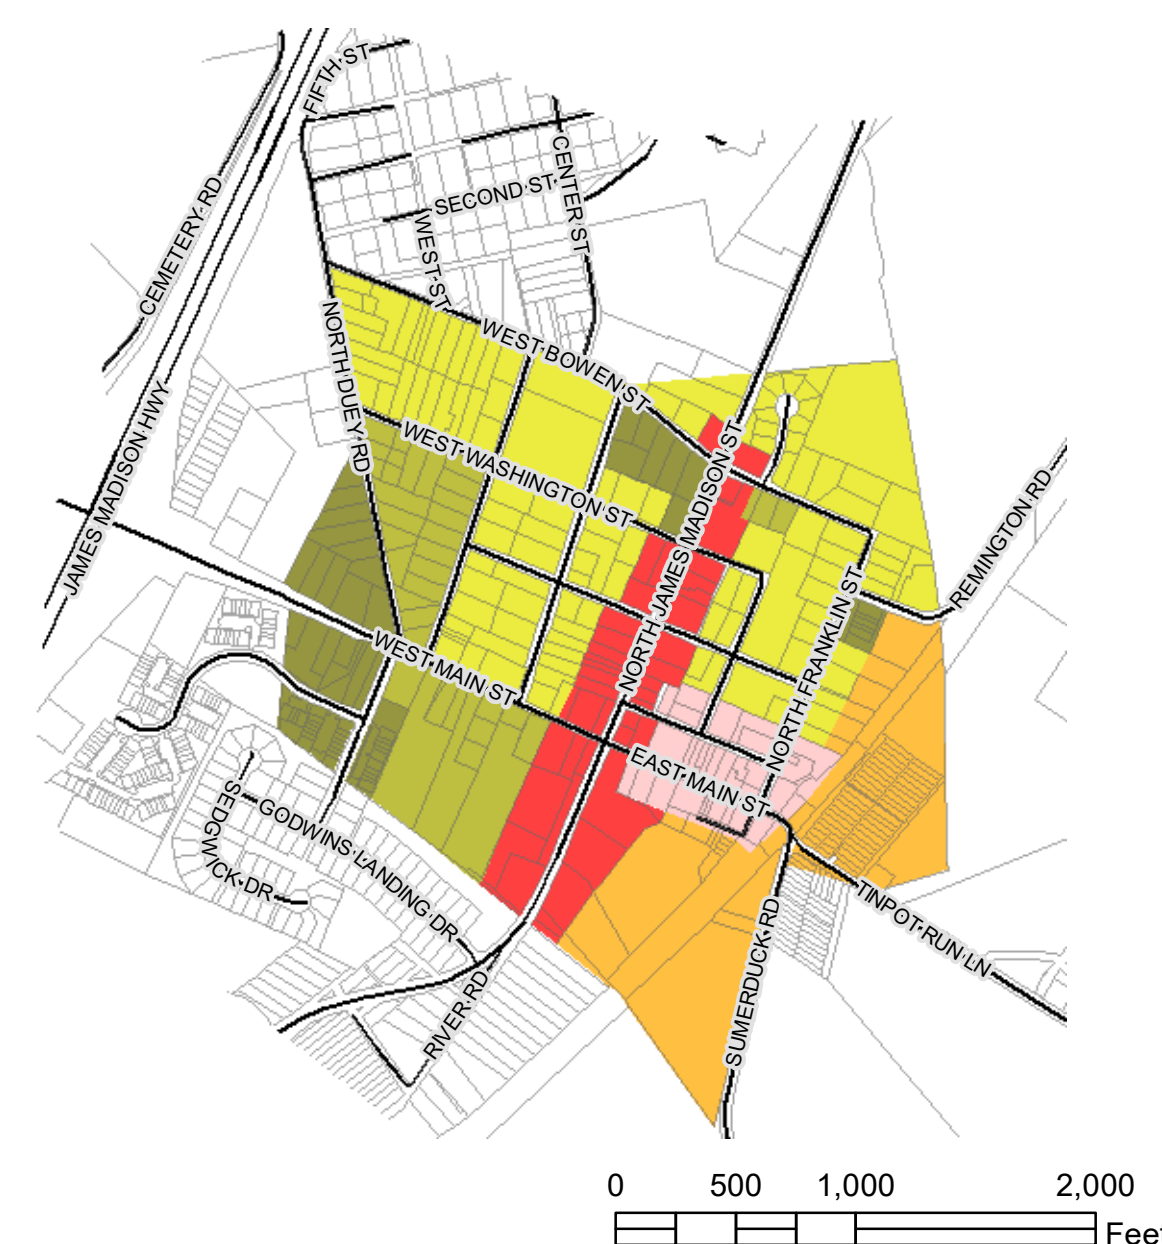 FIFTH ST
CENTER ST
SECOND ST
WEST ST
CEMETERY RD
NORTH DUEY RD
WEST BOWEN ST
JAMES MADISON HWY
WEST WASHINGTON ST
NORTH JAMES MADISON ST
REMINGTON RD
NORTH FRANKLIN ST
WEST MAIN ST
EAST MAIN ST
SEDGWICK DR
GODWINS LANDING DR
TINPOT RUN LN
SUMERDUCK RD
RIVER RD
0 500 1,000 2,000
Feet